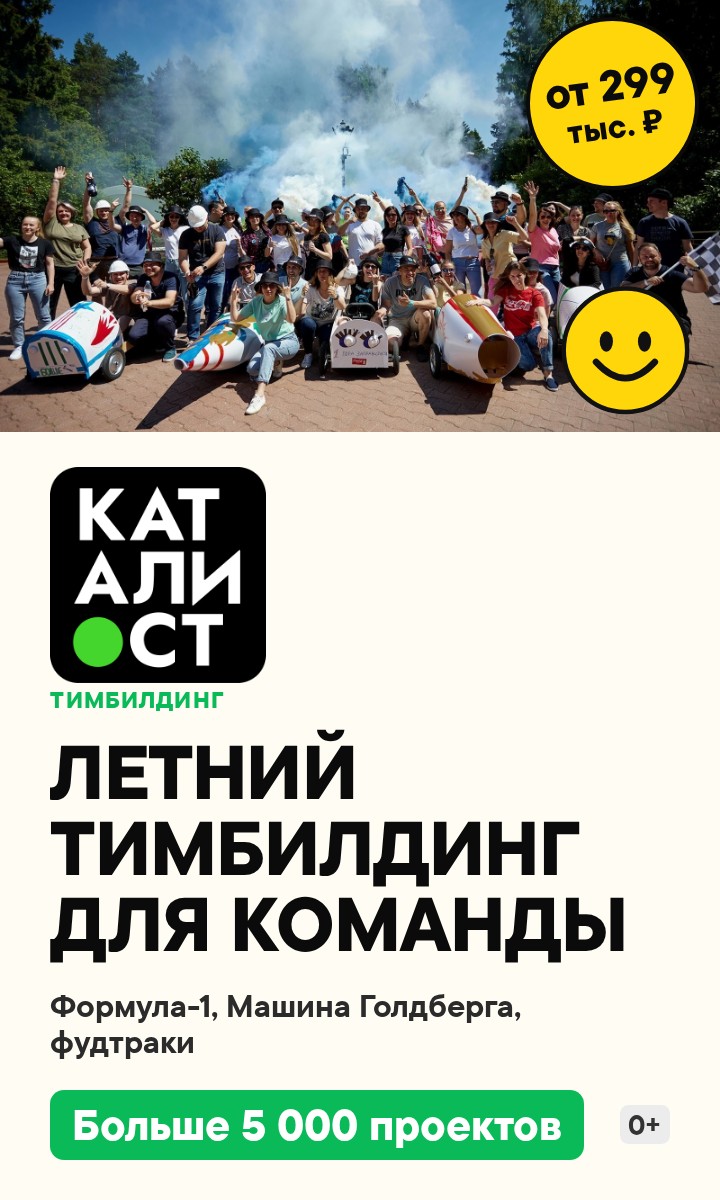 от 299
тыс. ₽
КАТ
АЛИ
СТ
ТИМБИЛДИНГ
ЛЕТНИЙ
ТИМБИЛДИНГ
ДЛЯ КОМАНДЫ
Формула-1, Машина Голдберга,
фудтраки
Больше 5 000 проектов
0+